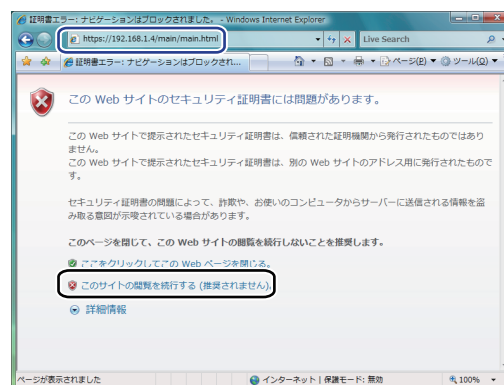 証明書エラー: ナビゲーションはブロックされました。 - Windows Internet Explorer
https://192.168.1.4/main/main.html
Live Search
証明書エラー: ナビゲーションはブロックされ...
ページ(P)
ツール(O)
この Web サイトのセキュリティ証明書には問題があります。
この Web サイトで提示されたセキュリティ証明書は、信頼された証明機関から発行されたものではあり
ません。
この Web サイトで提示されたセキュリティ証明書は、別の Web サイトのアドレス用に発行されたもので
す。
セキュリティ証明書の問題によって、詐欺や、お使いのコンピュータからサーバーに送信される情報を盗
み取る意図が示唆されている場合があります。
このページを閉じて、この Web サイトの閲覧を続行しないことを推奨します。
ここをクリックしてこの Web ページを閉じる。
このサイトの閲覧を続行する (推奨されません)。
詳細情報
ページが表示されました
インターネット | 保護モード: 無効
100%